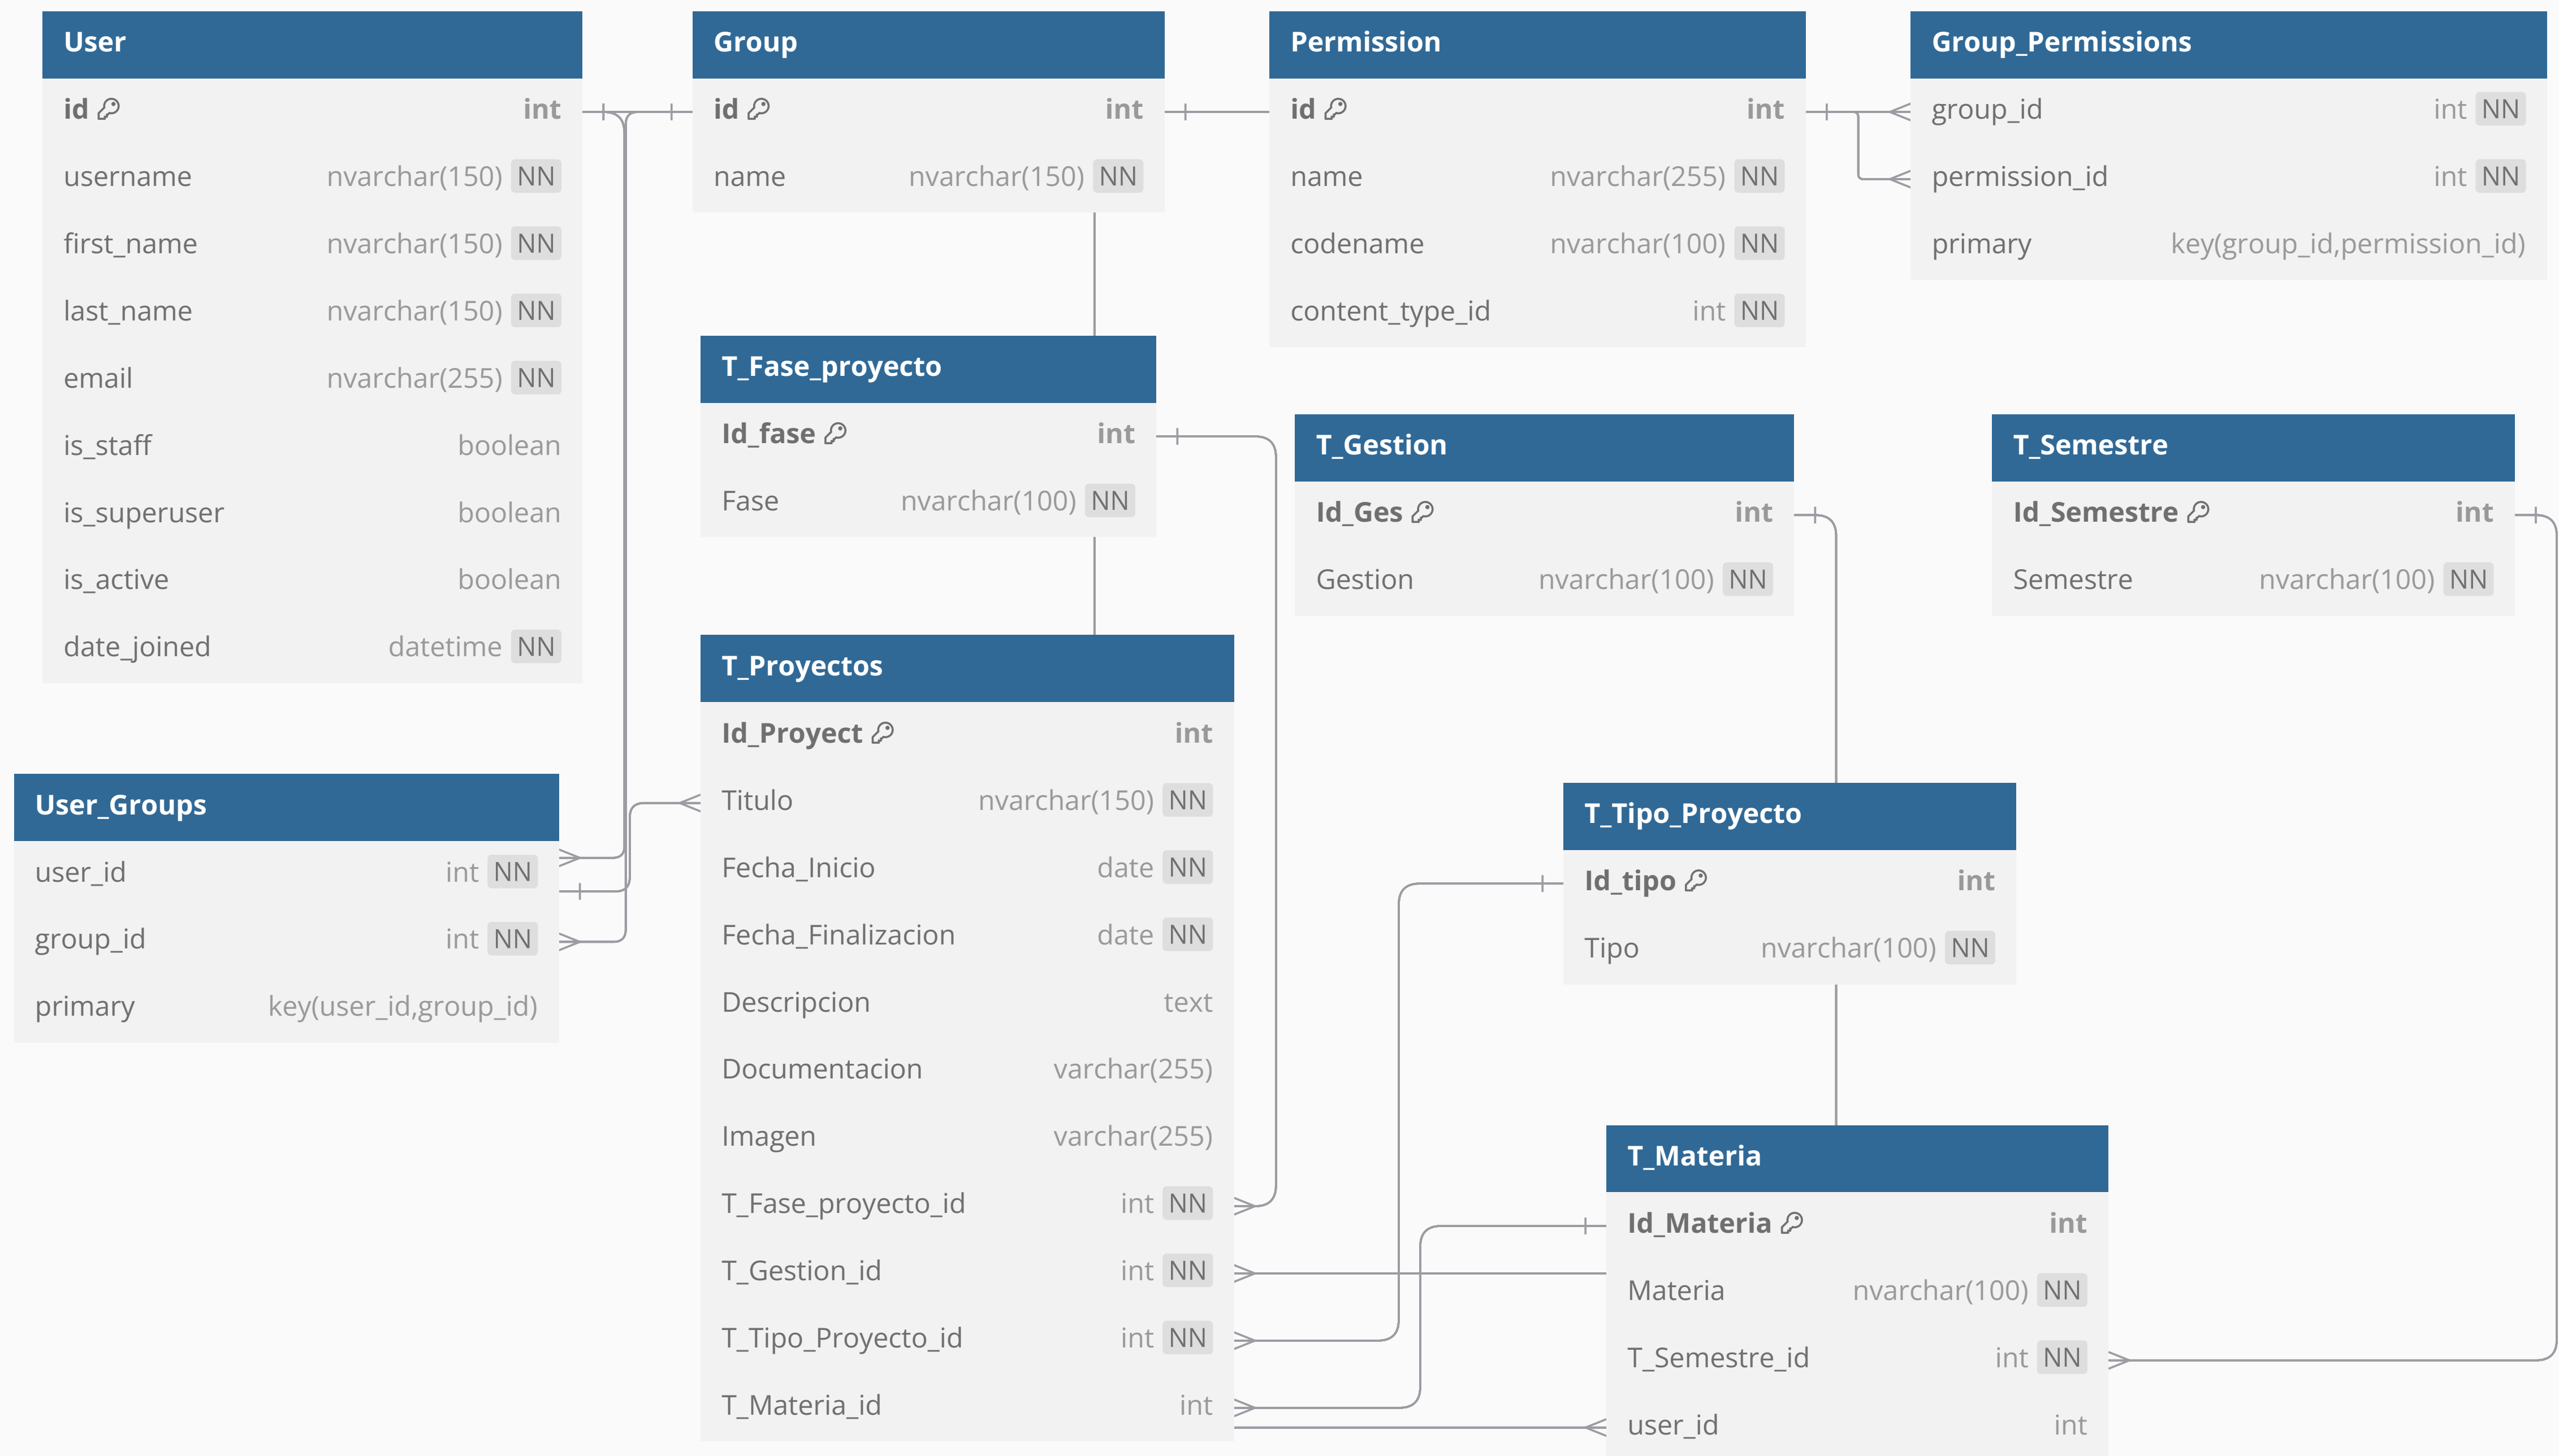 User
id int
username nvarchar(150) NN
first_name nvarchar(150) NN
last_name nvarchar(150) NN
email nvarchar(255) NN
is_staff boolean
is_superuser boolean
is_active boolean
date_joined datetime NN
Group
id int
name nvarchar(150) NN
Permission
id int
name nvarchar(255) NN
codename nvarchar(100) NN
content_type_id int NN
Group_Permissions
group_id int NN
permission_id int NN
primary key(group_id,permission_id)
T_Fase_proyecto
Id_fase int
Fase nvarchar(100) NN
T_Gestion
Id_Ges int
Gestion nvarchar(100) NN
T_Semestre
Id_Semestre int
Semestre nvarchar(100) NN
User_Groups
user_id int NN
group_id int NN
primary key(user_id,group_id)
T_Proyectos
Id_Proyect int
Titulo nvarchar(150) NN
Fecha_Inicio date NN
Fecha_Finalizacion date NN
Descripcion text
Documentacion varchar(255)
Imagen varchar(255)
T_Fase_proyecto_id int NN
T_Gestion_id int NN
T_Tipo_Proyecto_id int NN
T_Materia_id int
T_Tipo_Proyecto
Id_tipo int
Tipo nvarchar(100) NN
T_Materia
Id_Materia int
Materia nvarchar(100) NN
T_Semestre_id int NN
user_id int